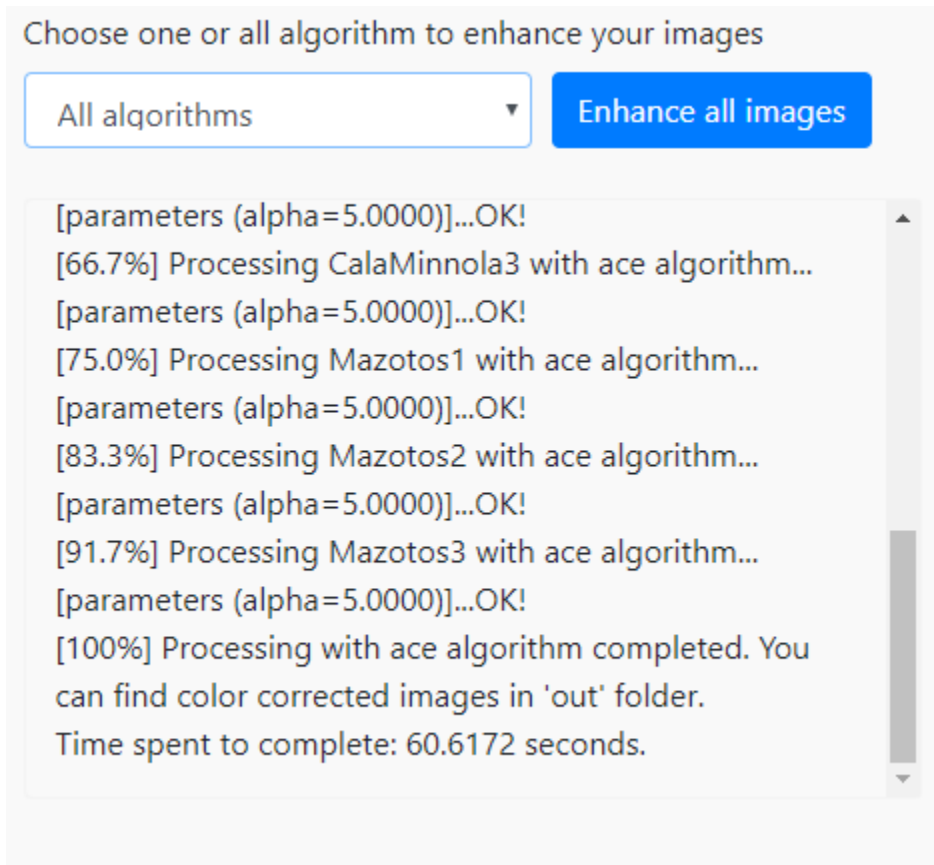 Choose one or all algorithm to enhance your images
All algorithms
Enhance all images
[parameters (alpha=5.0000)]...OK!
[66.7%] Processing CalaMinnola3 with ace algorithm...
[parameters (alpha=5.0000)]...OK!
[75.0%] Processing Mazotos1 with ace algorithm...
[parameters (alpha=5.0000)]...OK!
[83.3%] Processing Mazotos2 with ace algorithm...
[parameters (alpha=5.0000)]...OK!
[91.7%] Processing Mazotos3 with ace algorithm...
[parameters (alpha=5.0000)]...OK!
[100%] Processing with ace algorithm completed. You
can find color corrected images in 'out' folder.
Time spent to complete: 60.6172 seconds.